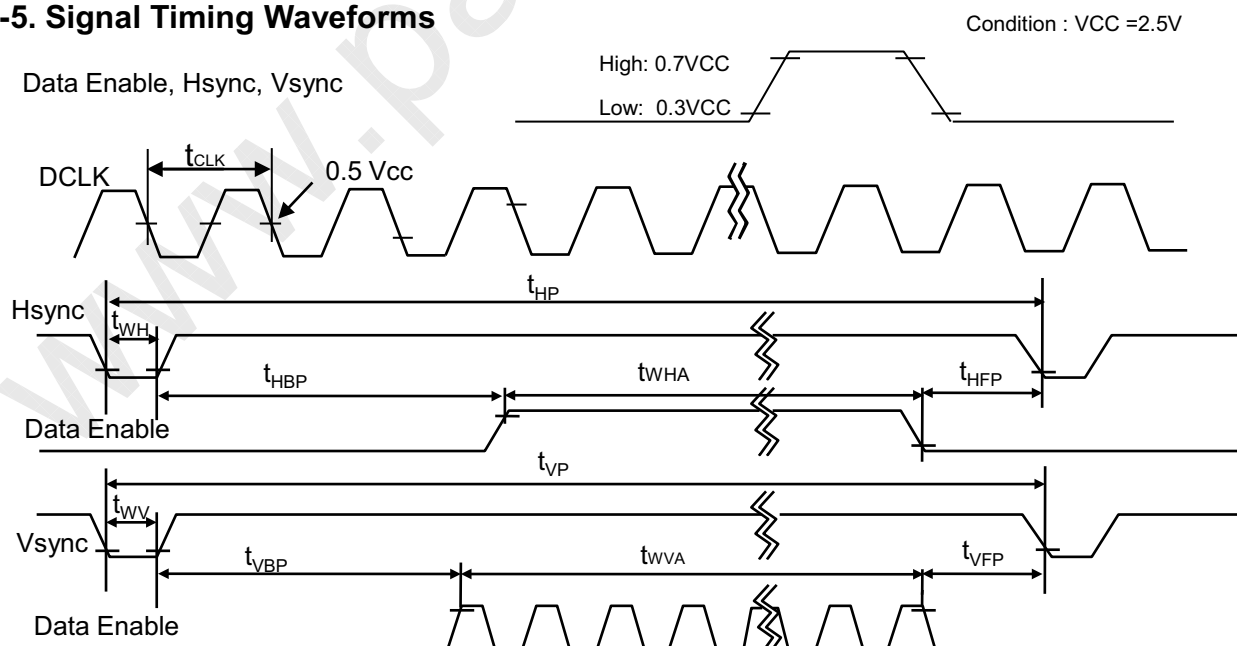 -5. Signal Timing Waveforms
Condition : VCC =2.5V
Data Enable, Hsync, Vsync
High: 0.7VCC
Low: 0.3VCC
DCLK
tCLK
0.5 Vcc
tHP
Hsync
tWH
tHBP
tWHA
tHFP
Data Enable
tVP
tWV
Vsync
tVBP
tWVA
tVFP
Data Enable